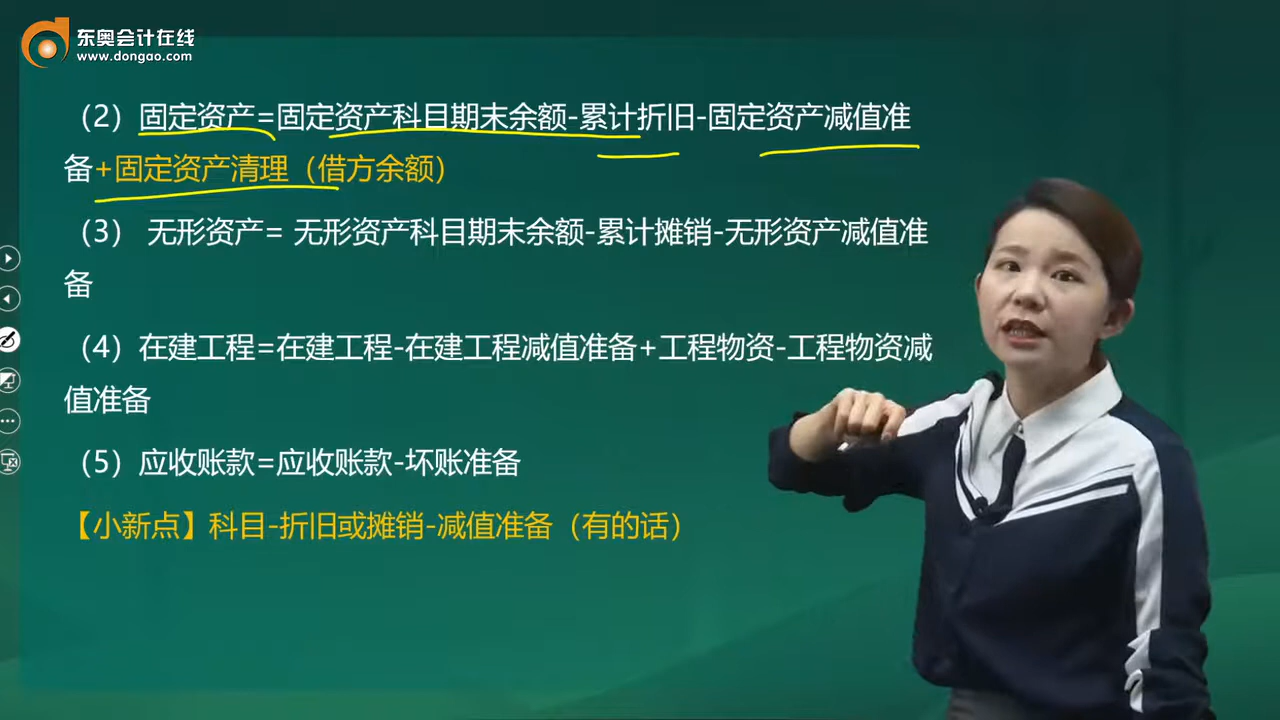 东奥会计在线
www.dongao.com
（2）固定资产=固定资产科目期末余额-累计折旧-固定资产减值准
备+固定资产清理（借方余额）
（3） 无形资产= 无形资产科目期末余额-累计摊销-无形资产减值准
备
（4）在建工程=在建工程-在建工程减值准备+工程物资-工程物资减
值准备
（5）应收账款=应收账款-坏账准备
【小新点】科目-折旧或摊销-减值准备（有的话）